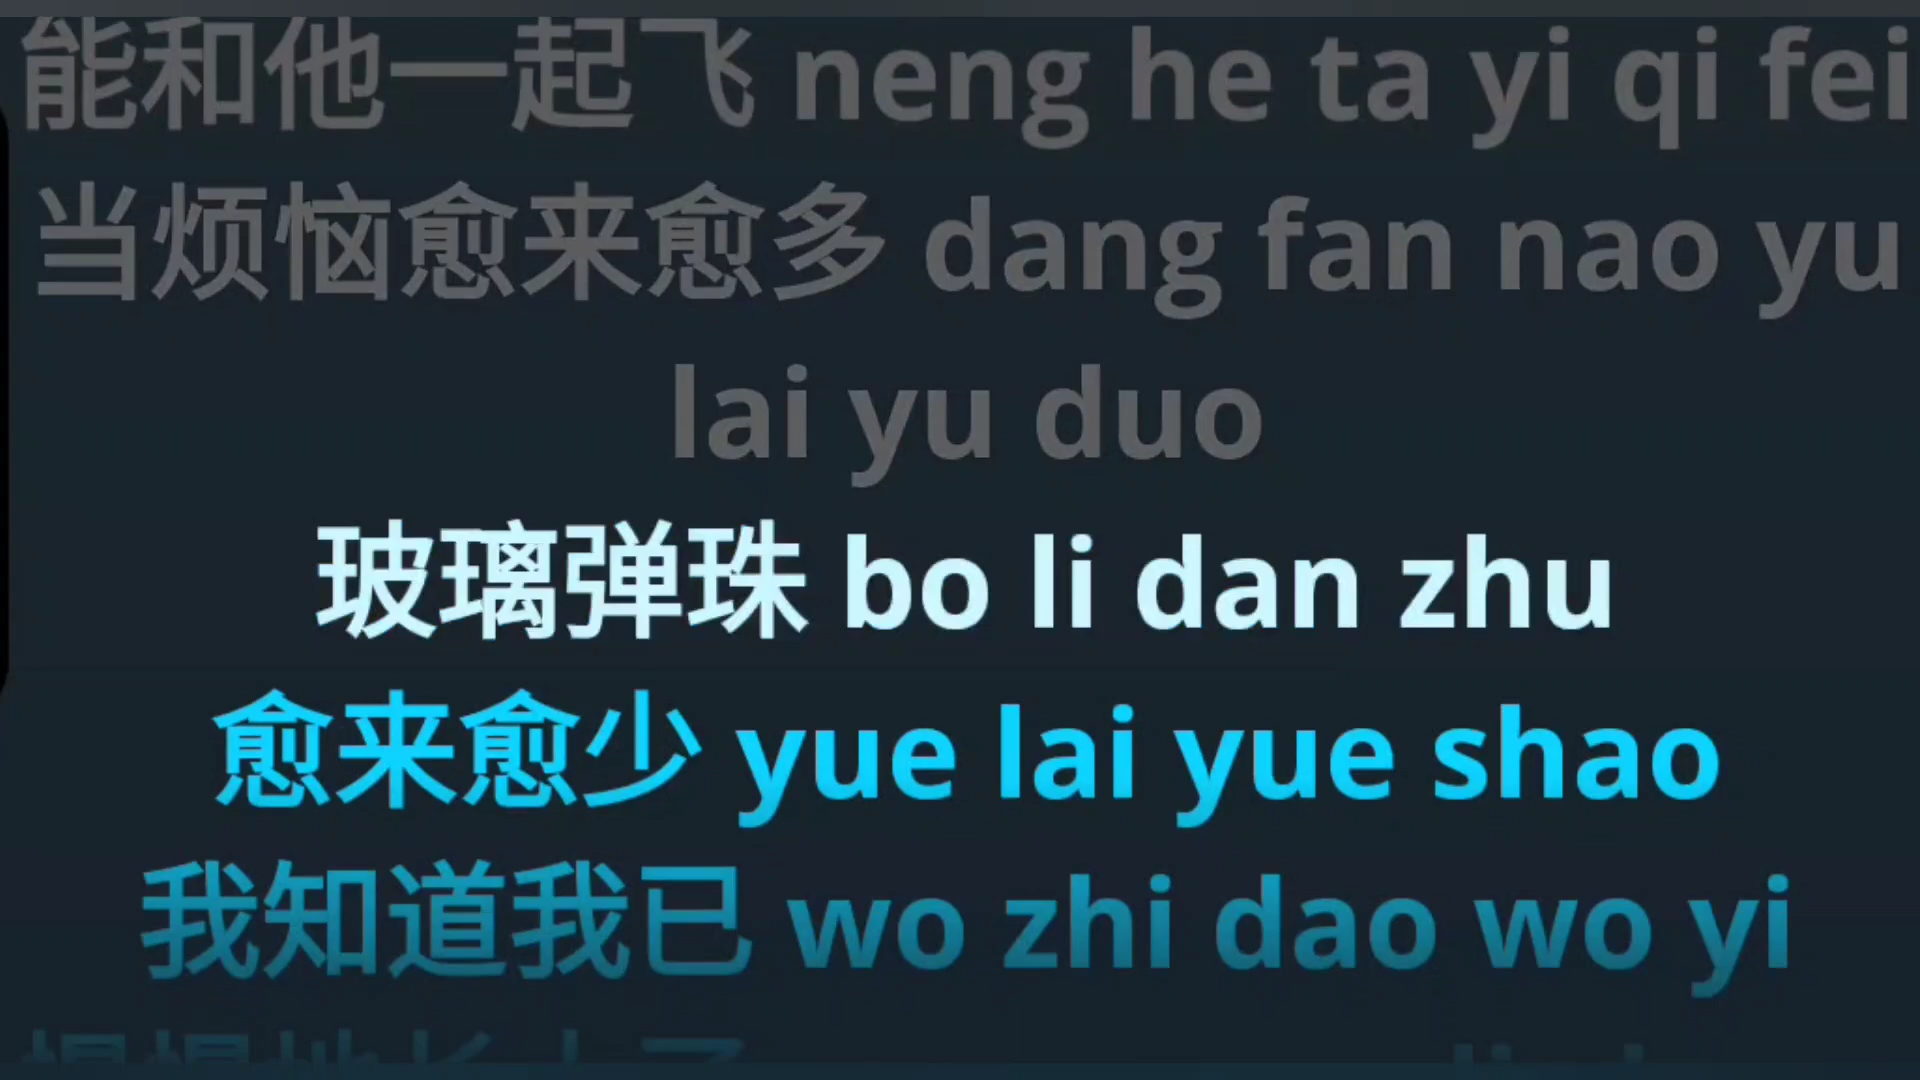 能和他一起飞 neng he ta yi qi fei
当烦恼愈来愈多 dang fan nao yu
lai yu duo
玻璃弹珠 bo li dan zhu
愈来愈少 yue lai yue shao
我知道我已 wo zhi dao wo yi